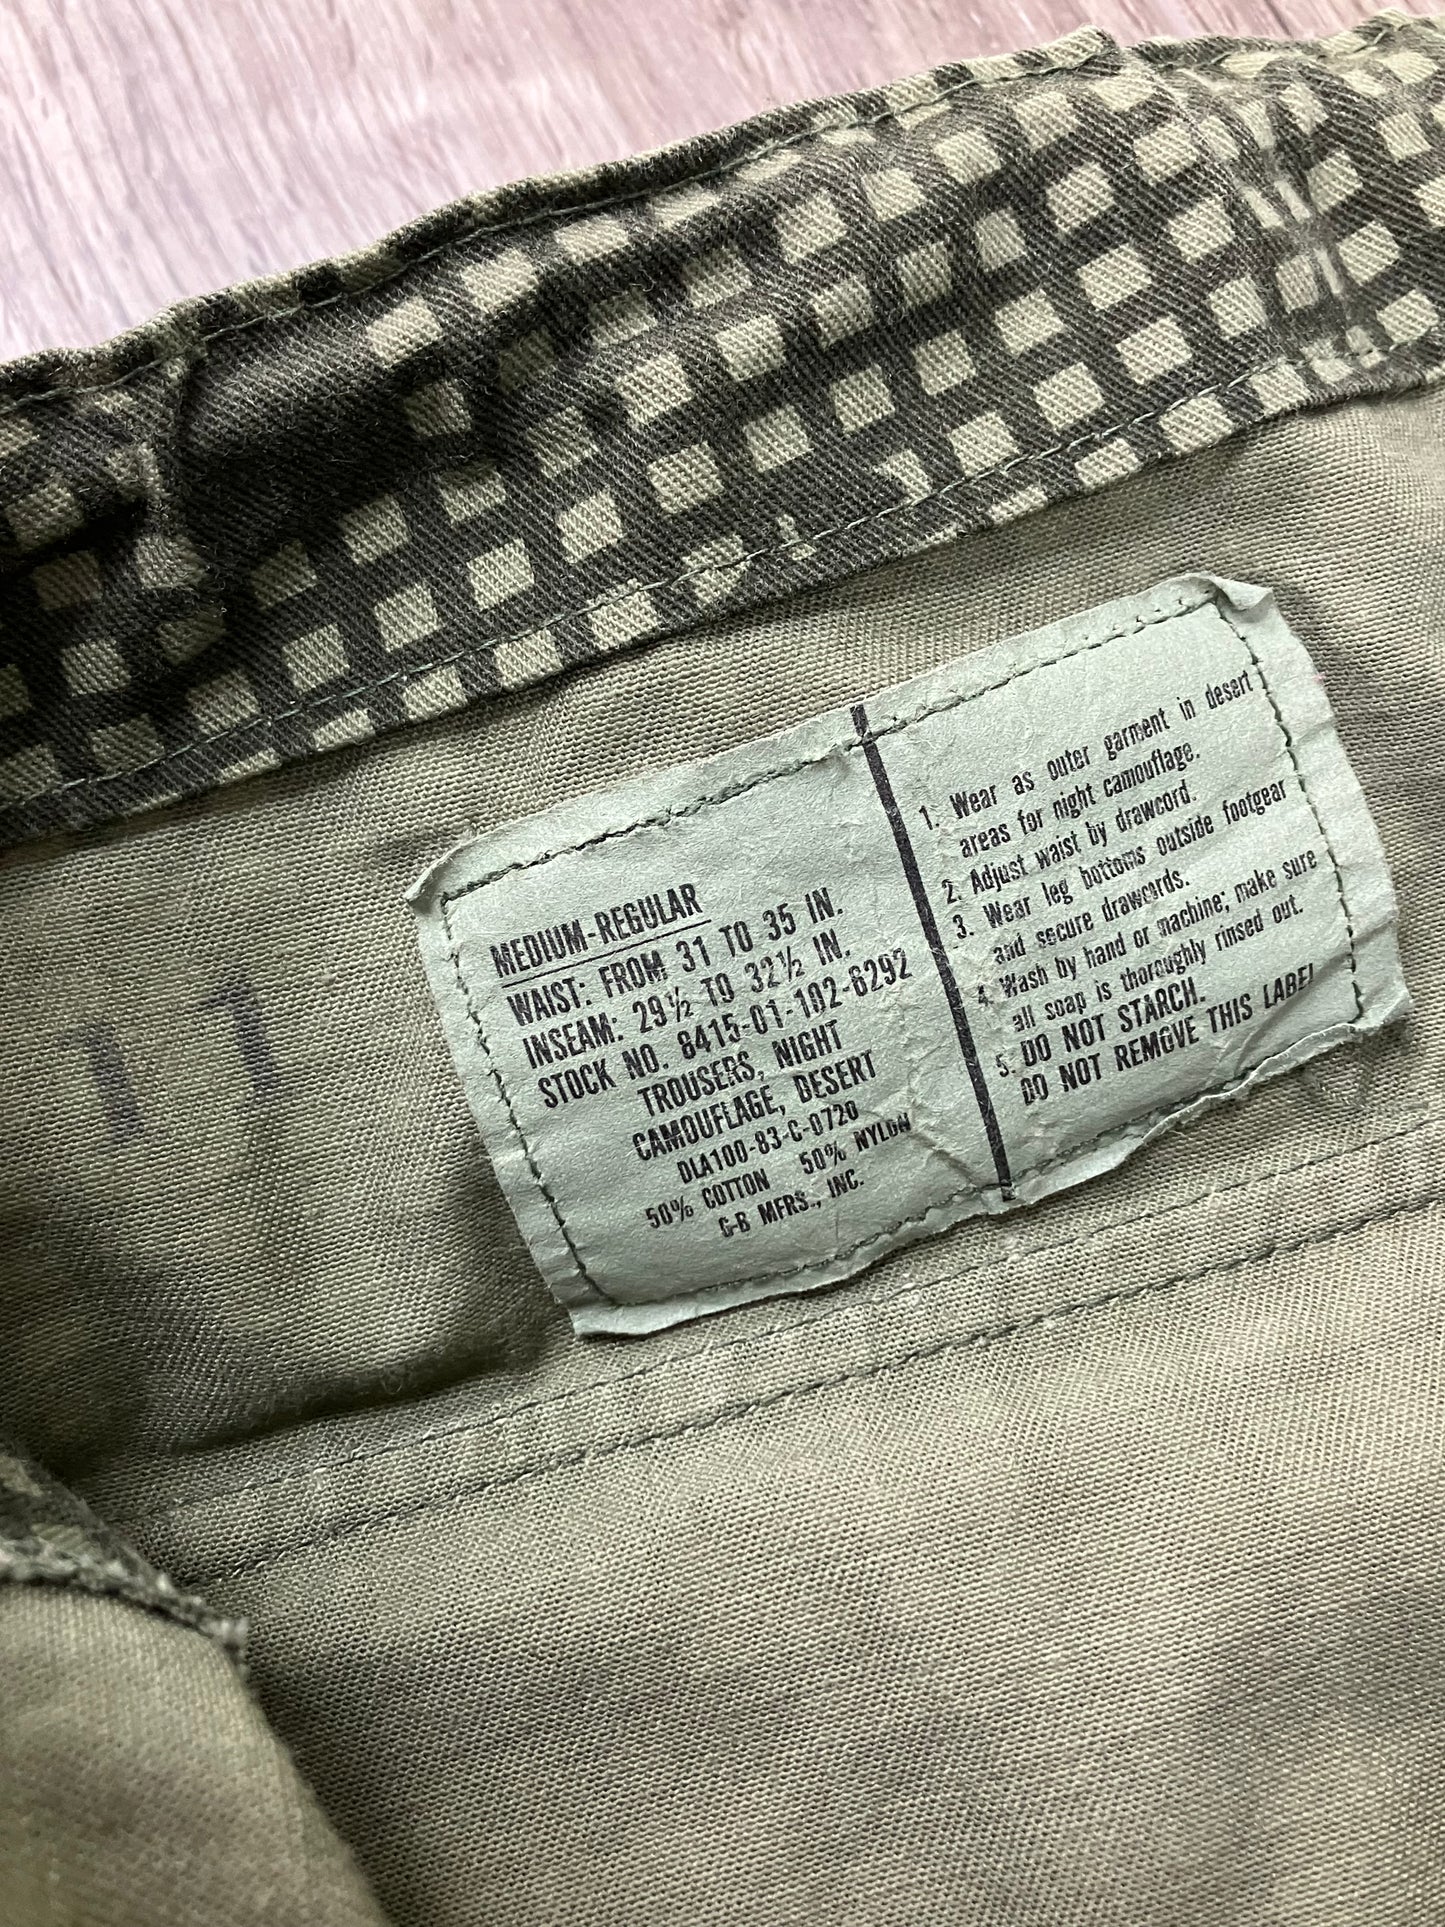 MEDIUM-REGULAR
WAIST: FROM 31 TO 35 IN.
INSEAM: 29½ TO 32½ IN.
STOCK NO. 8415-01-102-6292
TROUSERS, NIGHT
CAMOUFLAGE, DESERT
DLA100-83-C-0720
50% COTTON 50% NYLON
G-B MFRS., INC.
1. Wear as outer garment in desert
areas for night camouflage.
2. Adjust waist by drawcord.
3. Wear leg bottoms outside footgear
and secure drawcords.
4. Wash by hand or machine; make sure
all soap is thoroughly rinsed out.
5. DO NOT STARCH.
DO NOT REMOVE THIS LABEL